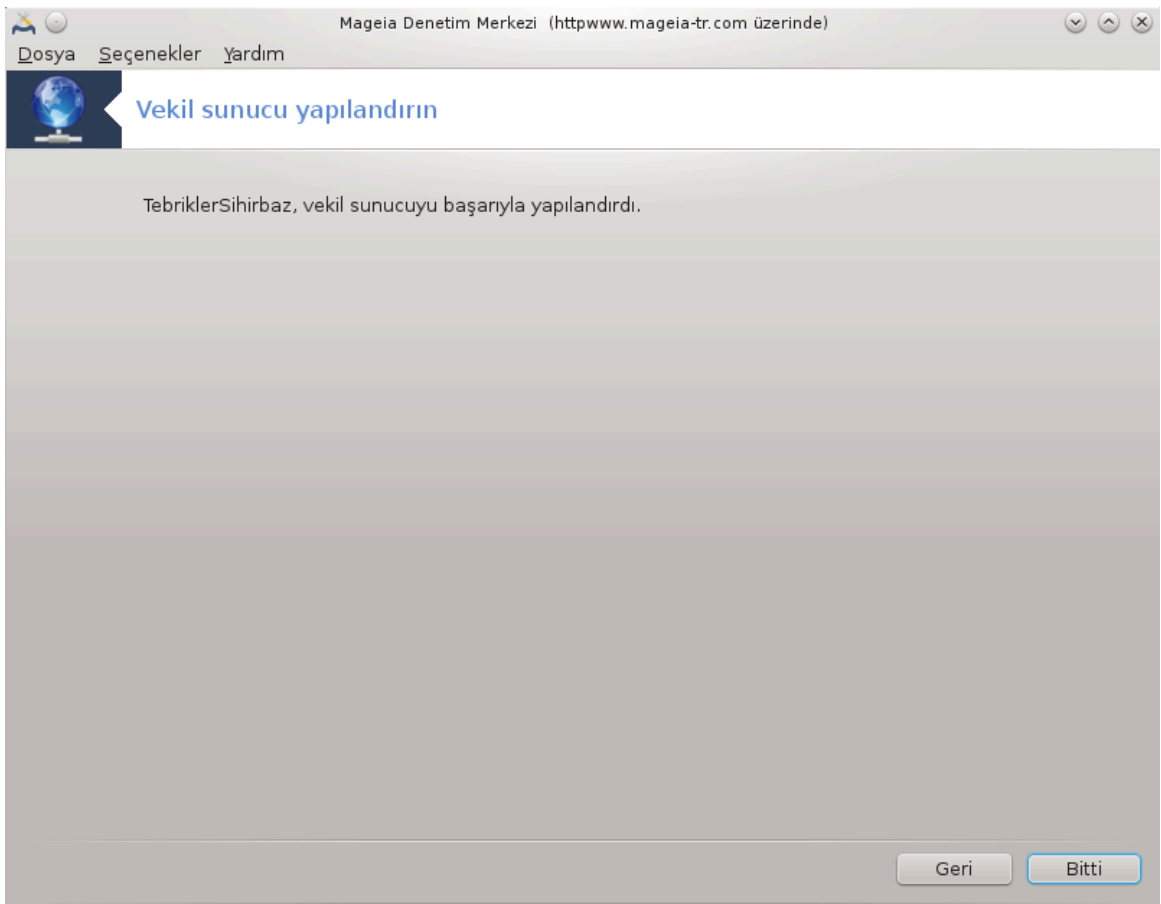 Mageia Denetim Merkezi (httpwww.mageia-tr.com üzerinde)
Dosya Seçenekler Yardım
Vekil sunucu yapılandırın
TebriklerSihirbaz, vekil sunucuyu başarıyla yapılandırdı.
Geri Bitti